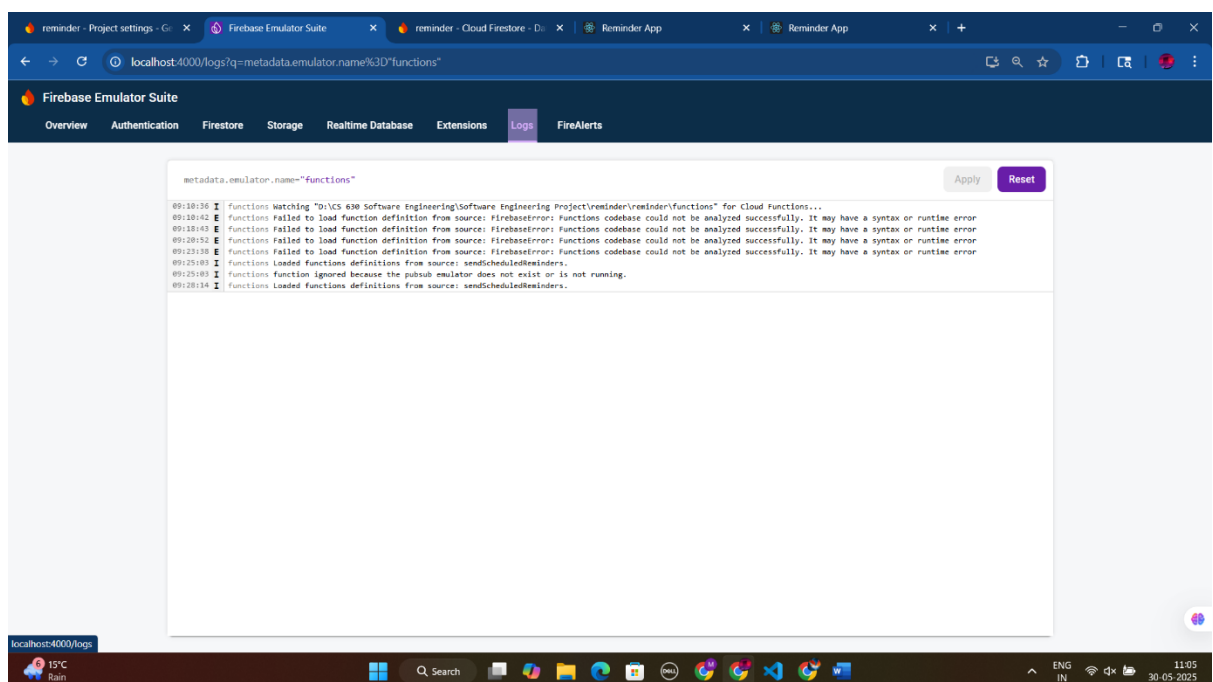 reminder - Project settings - Ge
Firebase Emulator Suite
reminder - Cloud Firestore - Da
Reminder App
Reminder App
localhost:4000/logs?q=metadata.emulator.name%3D"functions"
Firebase Emulator Suite
Overview Authentication Firestore Storage Realtime Database Extensions Logs FireAlerts
metadata.emulator.name="functions" Apply Reset
09:10:36 I functions Watching "D:\CS 630 Software Engineering\Software Engineering Project\reminder\reminder\functions" for Cloud Functions...
09:10:42 E functions Failed to load function definition from source: FirebaseError: Functions codebase could not be analyzed successfully. It may have a syntax or runtime error
09:18:43 E functions Failed to load function definition from source: FirebaseError: Functions codebase could not be analyzed successfully. It may have a syntax or runtime error
09:20:52 E functions Failed to load function definition from source: FirebaseError: Functions codebase could not be analyzed successfully. It may have a syntax or runtime error
09:23:38 E functions Failed to load function definition from source: FirebaseError: Functions codebase could not be analyzed successfully. It may have a syntax or runtime error
09:25:03 I functions Loaded functions definitions from source: sendScheduledReminders.
09:25:03 I functions function ignored because the pubsub emulator does not exist or is not running.
09:28:14 I functions Loaded functions definitions from source: sendScheduledReminders.
localhost:4000/logs
6 15°C
Rain
Search
DELL
M
W
ENG
IN
11:05
30-05-2025